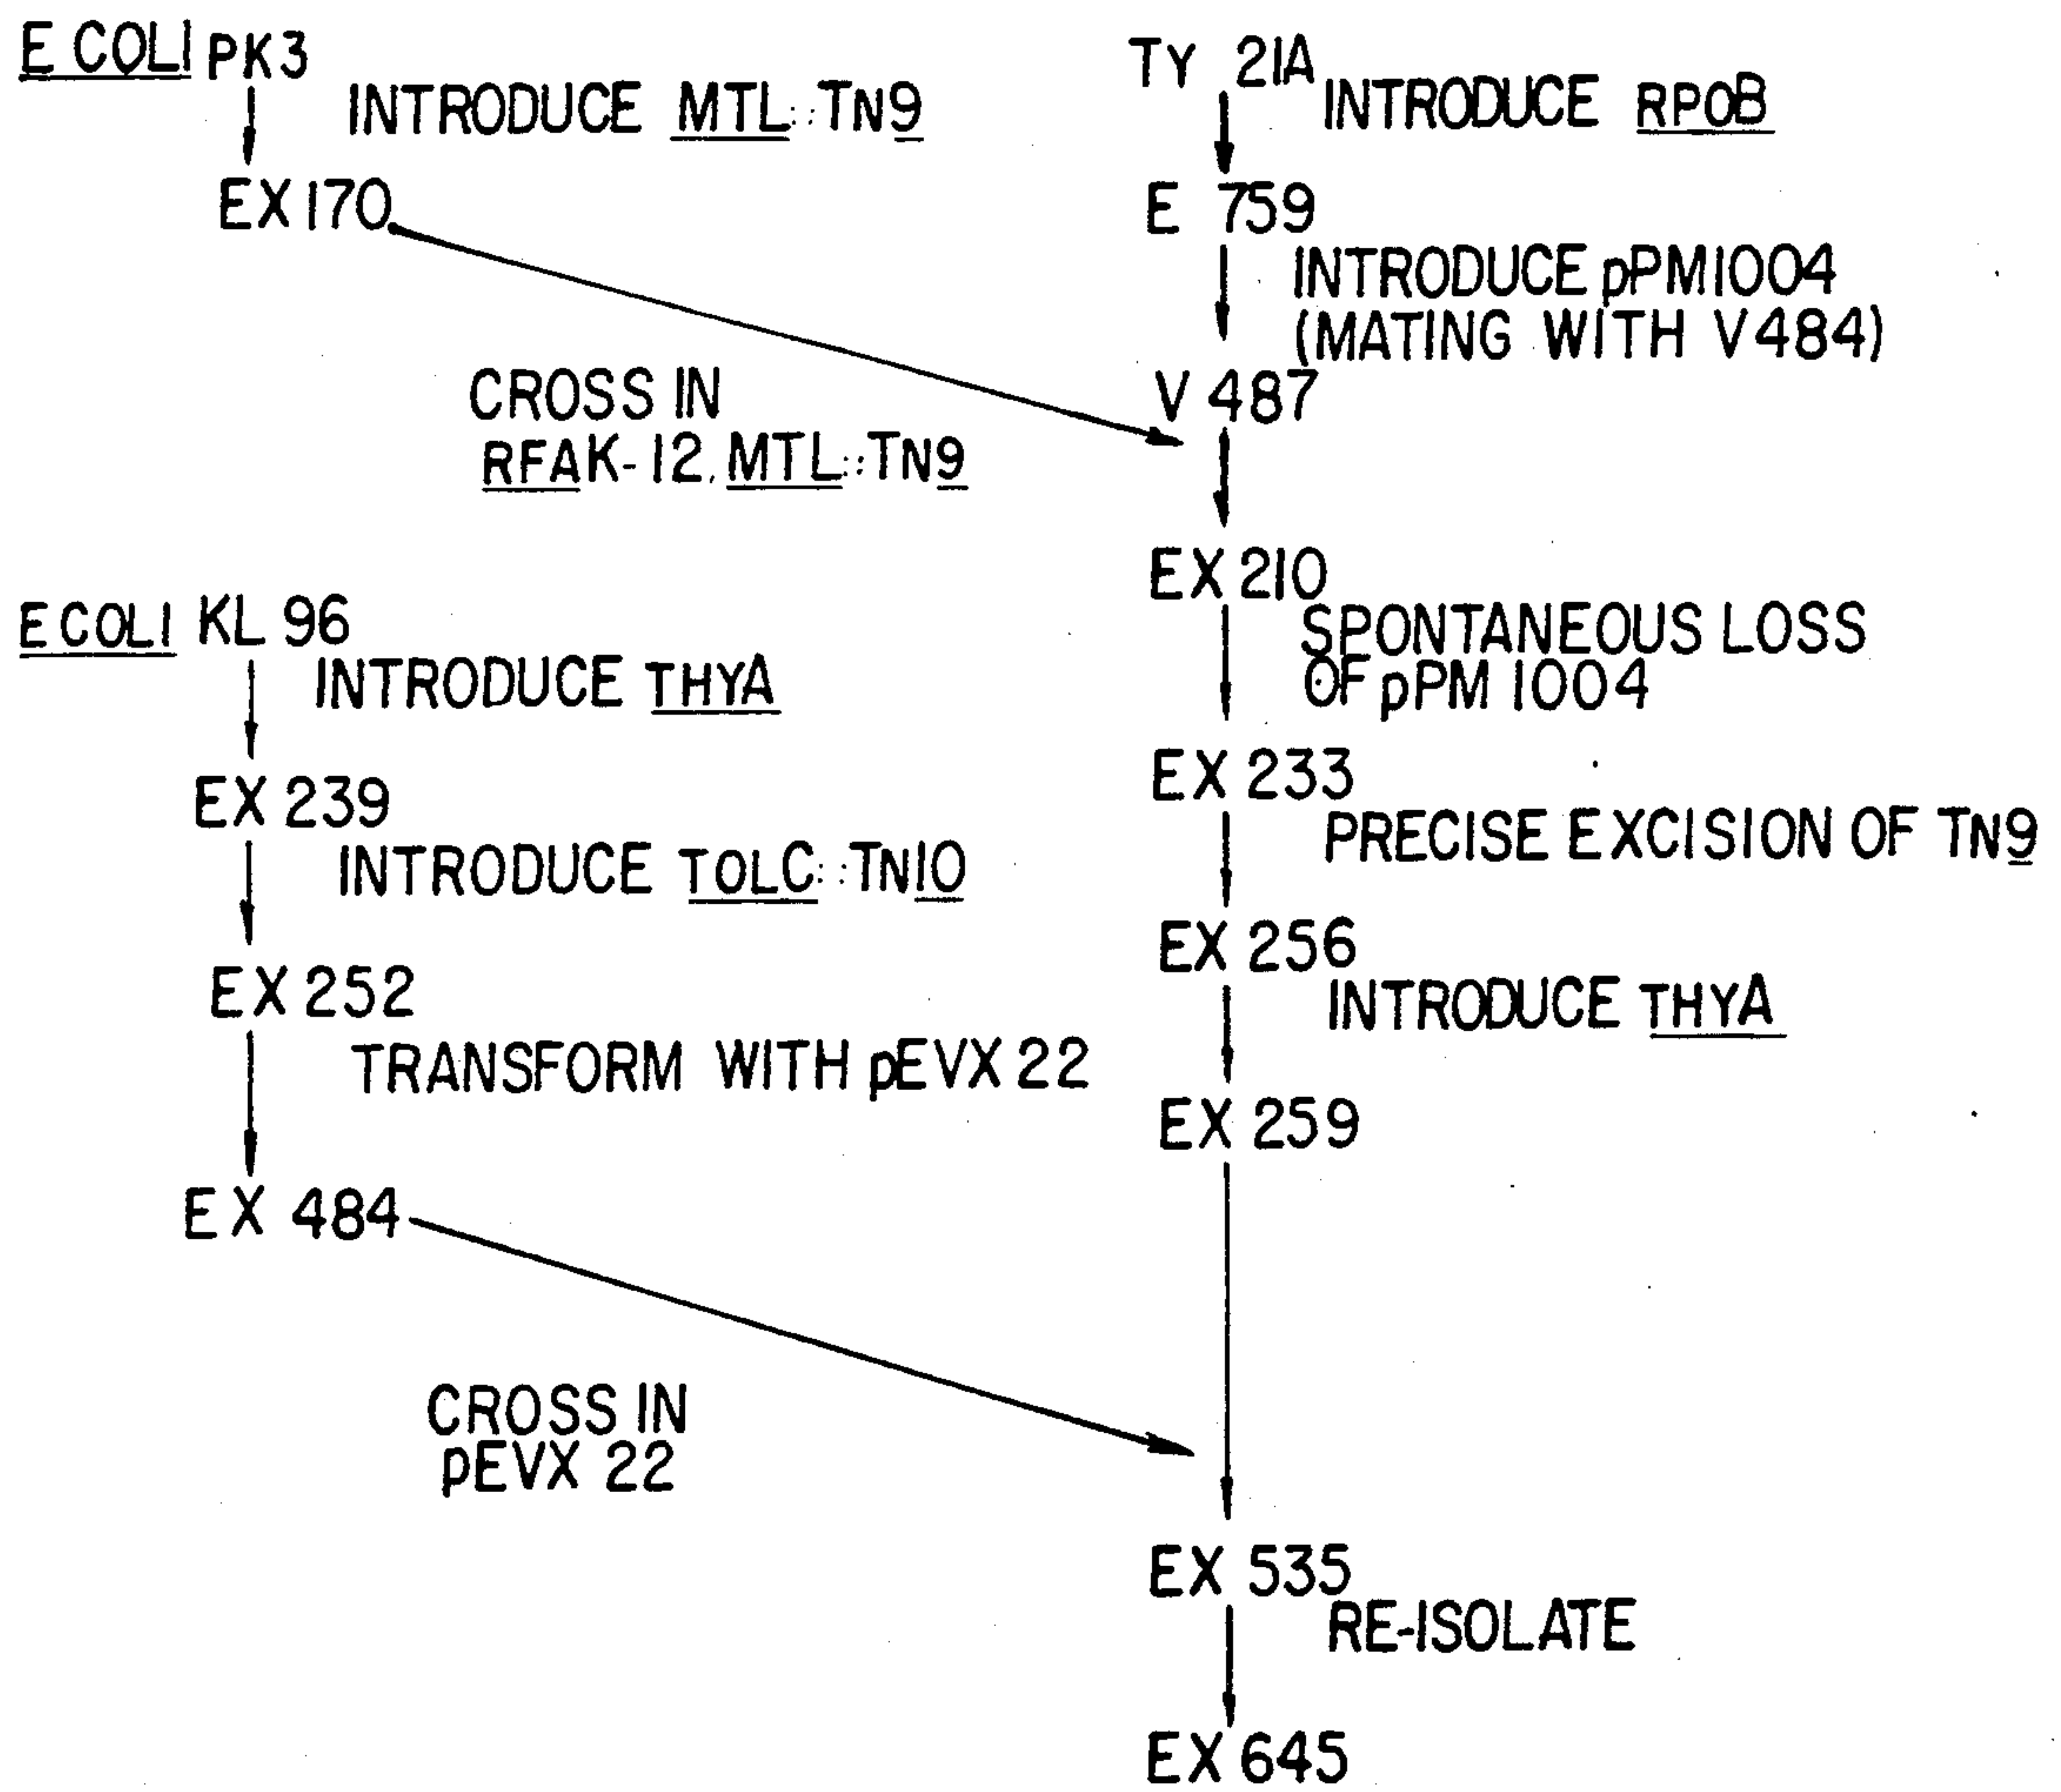 E COLI PK3
INTRODUCE MTL::TN9
EX 170
CROSS IN
RFAK-12, MTL::TN9
E COLI KL 96
INTRODUCE THYA
EX 239
INTRODUCE TOLC::TN10
EX 252
TRANSFORM WITH pEVX 22
EX 484
CROSS IN
pEVX 22
TY 21A
INTRODUCE RPOB
E 759
INTRODUCE pPM1004
(MATING WITH V484)
V 487
EX 210
SPONTANEOUS LOSS
OF pPM 1004
EX 233
PRECISE EXCISION OF TN9
EX 256
INTRODUCE THYA
EX 259
EX 535
RE-ISOLATE
EX 645